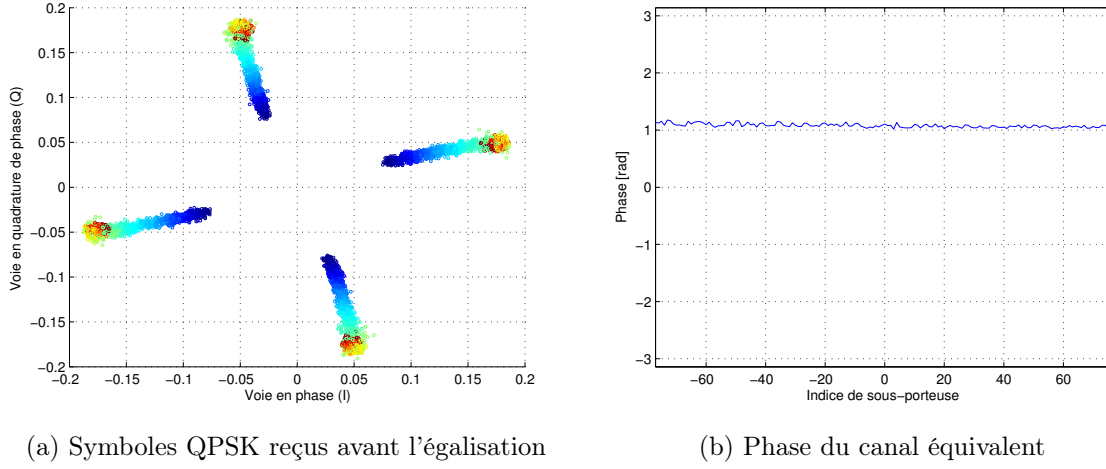 0.2
0.15
0.1
0.05
0
−0.05
−0.1
−0.15
−0.2
Voie en quadrature de phase (Q)
−0.2 −0.15 −0.1 −0.05 0 0.05 0.1 0.15 0.2
Voie en phase (I)
(a) Symboles QPSK reçus avant l'égalisation
3
2
1
0
−1
−2
−3
Phase [rad]
−60 −40 −20 0 20 40 60
Indice de sous−porteuse
(b) Phase du canal équivalent